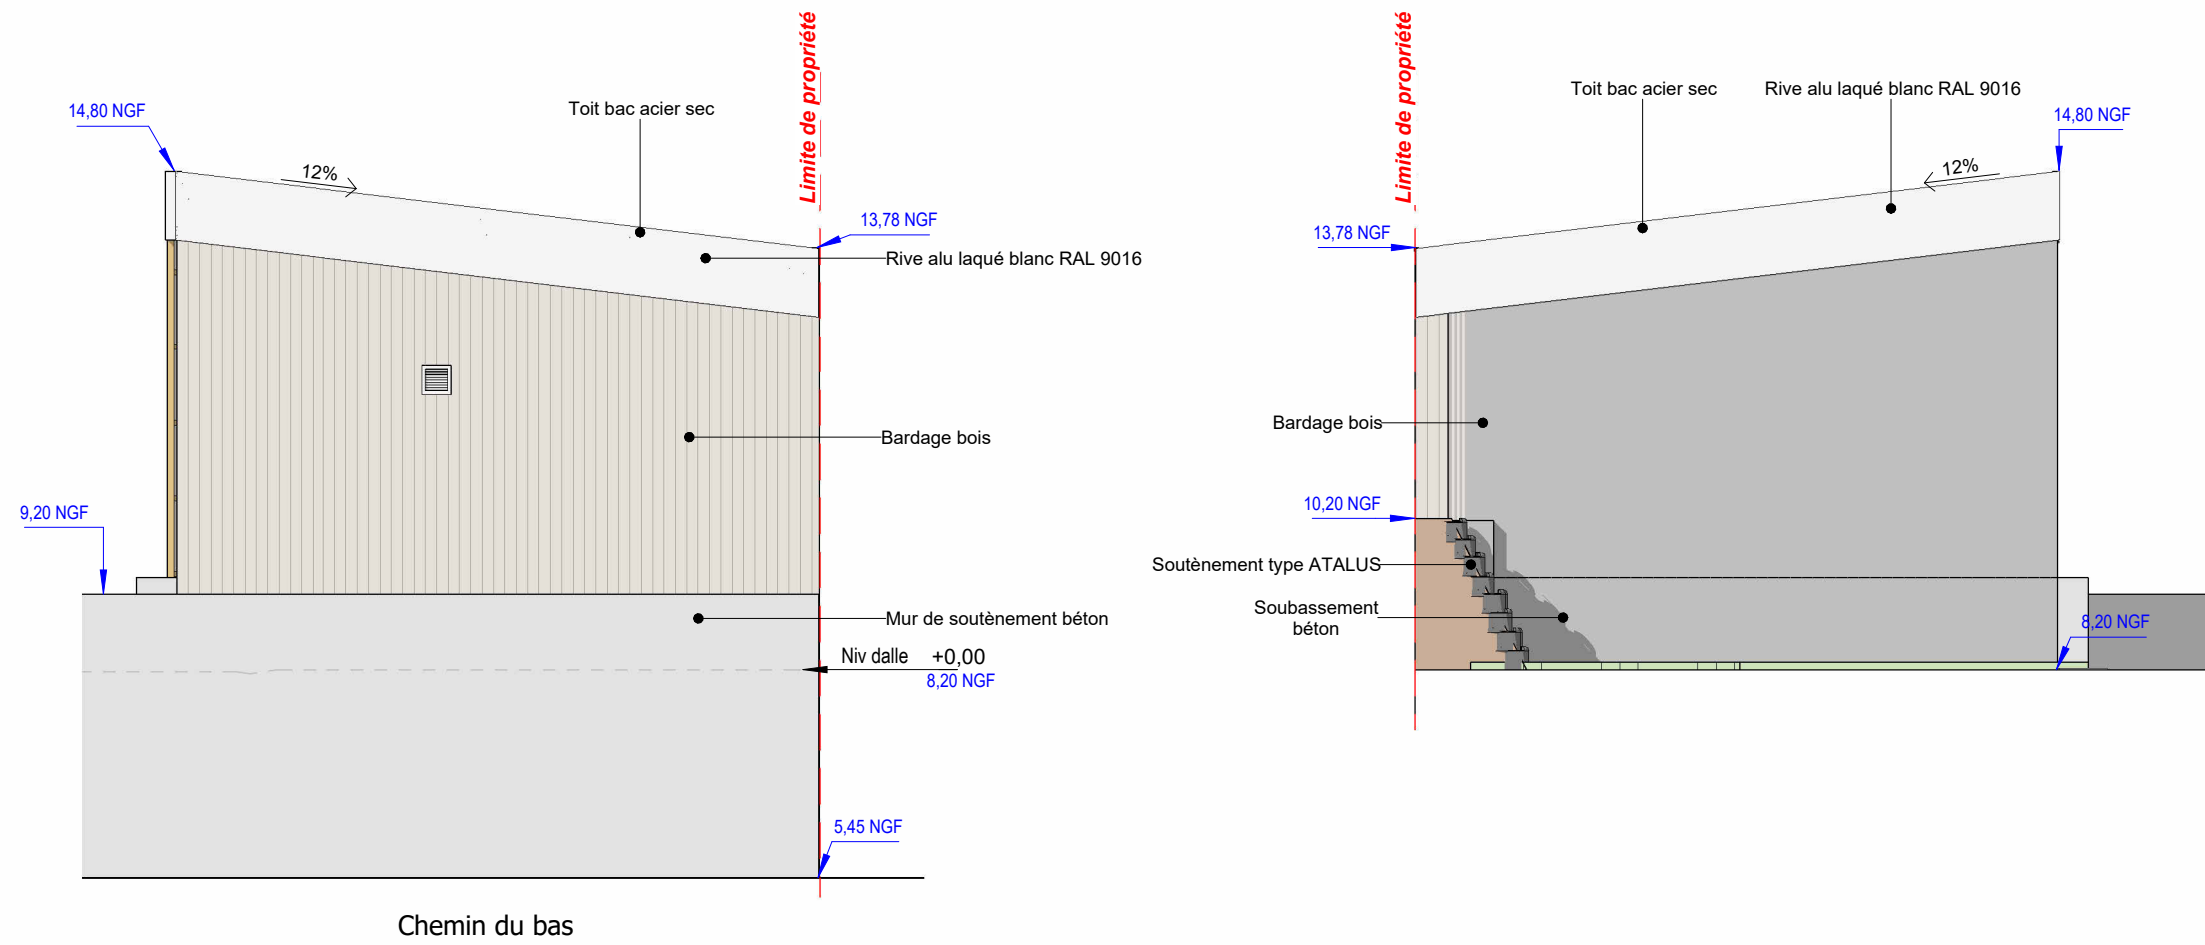 Limite de propriété
14,80 NGF
Toit bac acier sec
12%
13,78 NGF
Rive alu laqué blanc RAL 9016
Bardage bois
9,20 NGF
Mur de soutènement béton
Niv dalle +0,00
8,20 NGF
5,45 NGF
Chemin du bas
Limite de propriété
Toit bac acier sec
Rive alu laqué blanc RAL 9016
14,80 NGF
12%
13,78 NGF
Bardage bois
10,20 NGF
Soutènement type ATALUS
Soubassement
béton
8,20 NGF